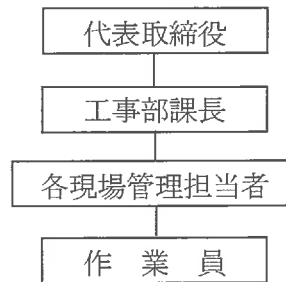 代表取締役
工事部課長
各現場管理担当者
作　業　員